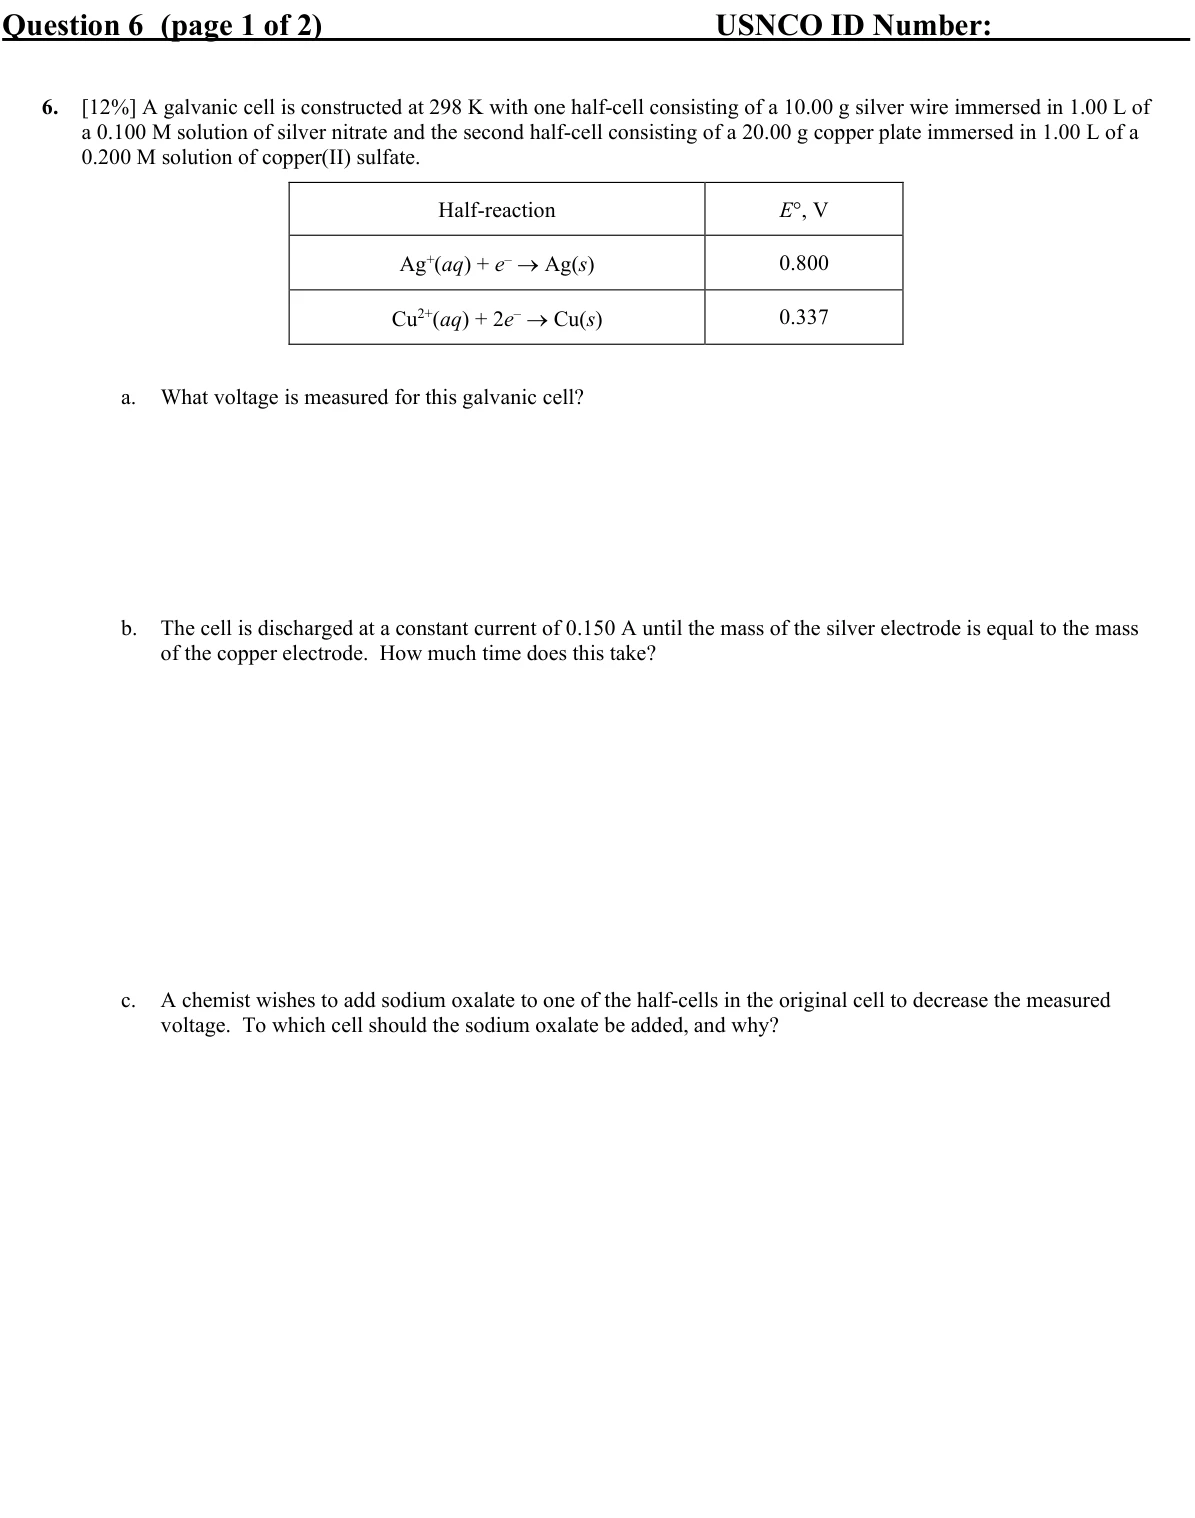 Question 6 (page 1 of 2) USNCO ID Number:
6. [12%] A galvanic cell is constructed at 298 K with one half-cell consisting of a 10.00 g silver wire immersed in 1.00 L of
a 0.100 M solution of silver nitrate and the second half-cell consisting of a 20.00 g copper plate immersed in 1.00 L of a
0.200 M solution of copper(II) sulfate.
Half-reaction E°, V
Ag⁺(aq) + e⁻ → Ag(s) 0.800
Cu²⁺(aq) + 2e⁻ → Cu(s) 0.337
a. What voltage is measured for this galvanic cell?
b. The cell is discharged at a constant current of 0.150 A until the mass of the silver electrode is equal to the mass
of the copper electrode. How much time does this take?
c. A chemist wishes to add sodium oxalate to one of the half-cells in the original cell to decrease the measured
voltage. To which cell should the sodium oxalate be added, and why?